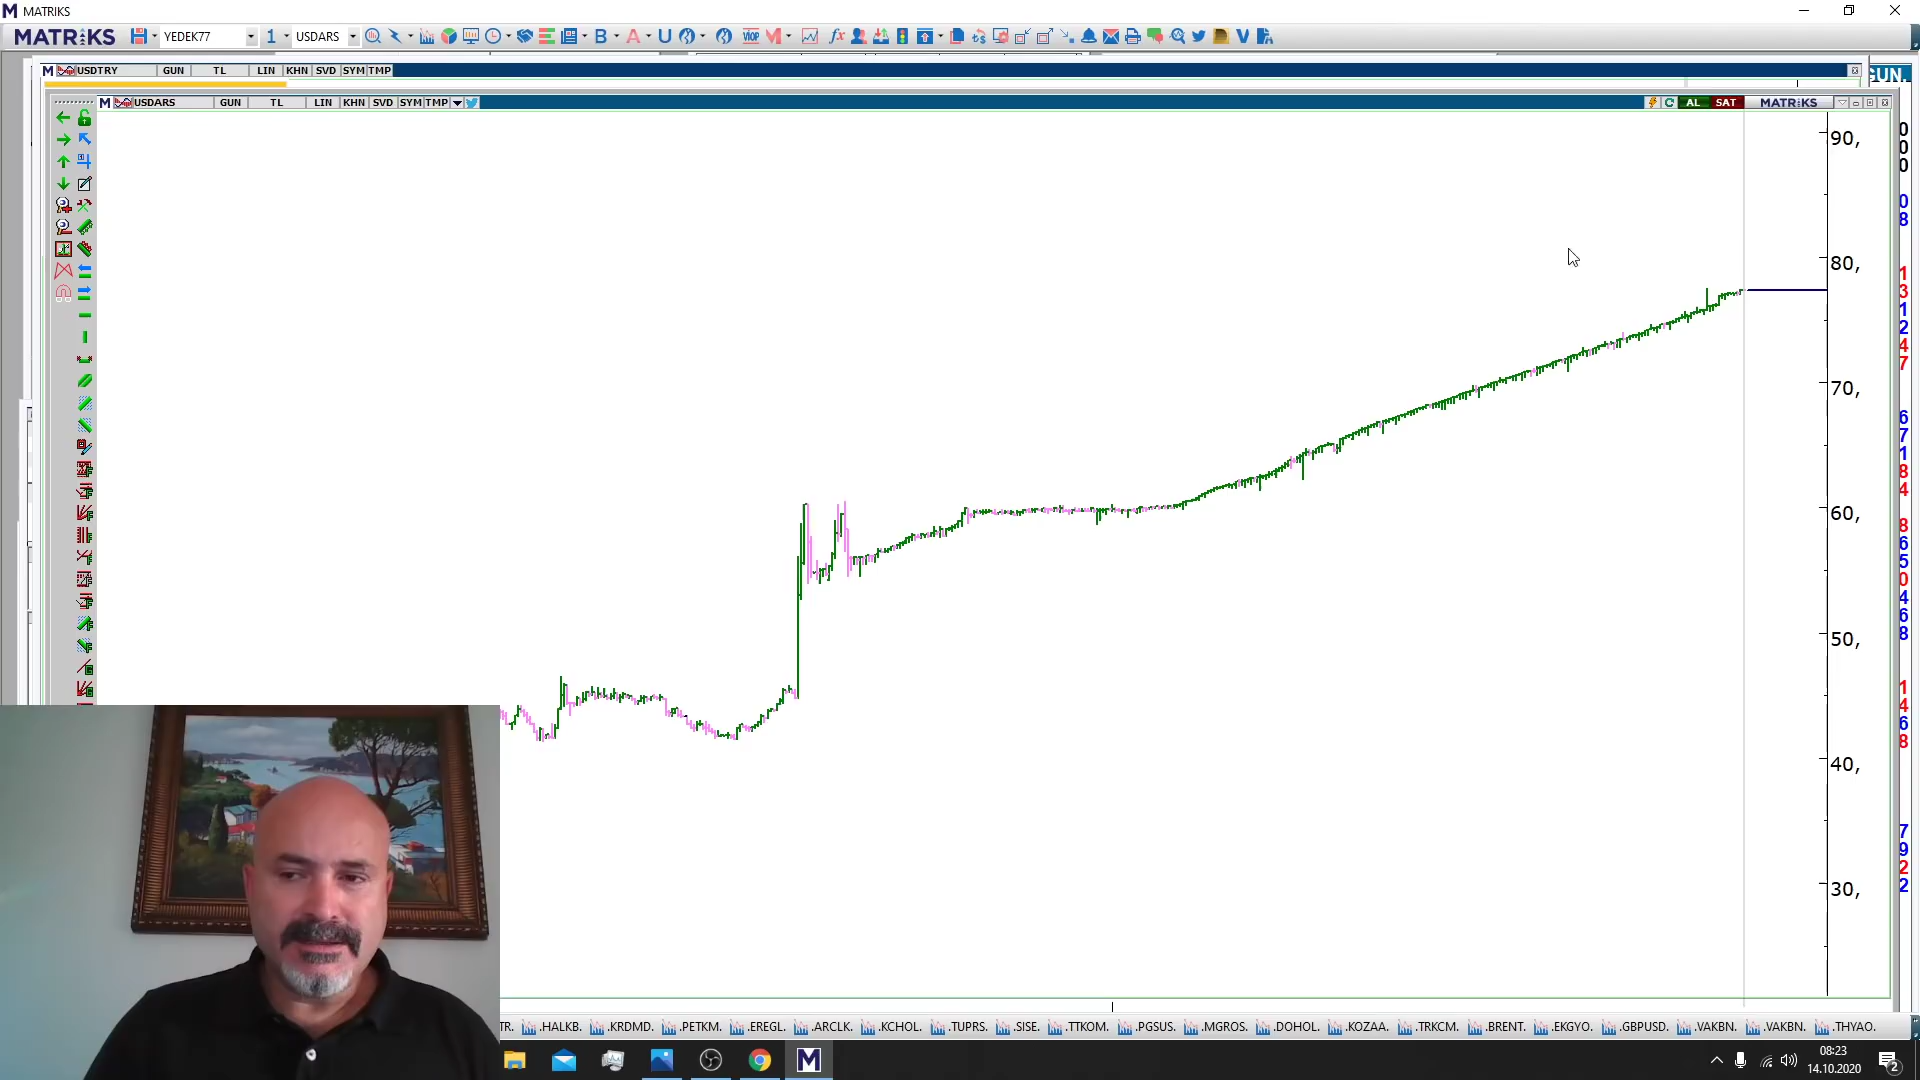 MATRIKS
MATRIKS YEDEK77 1 USDARS B A U VIOP M fx V
M USDTRY GUN TL LIN KHN SVD SYM TMP
GUN.
M USDARS GUN TL LIN KHN SVD SYM TMP AL SAT MATRIKS
90,
80,
70,
60,
50,
40,
30,
TR. .HALKB. .KRDMD. .PETKM. .EREGL. .ARCLK. .KCHOL. .TUPRS. .SISE. .TTKOM. .PGSUS. .MGROS. .DOHOL. .KOZAA. .TRKCM. .BRENT. .EKGYO. .GBPUSD. .VAKBN. .VAKBN. .THYAO.
08:23
14.10.2020
2